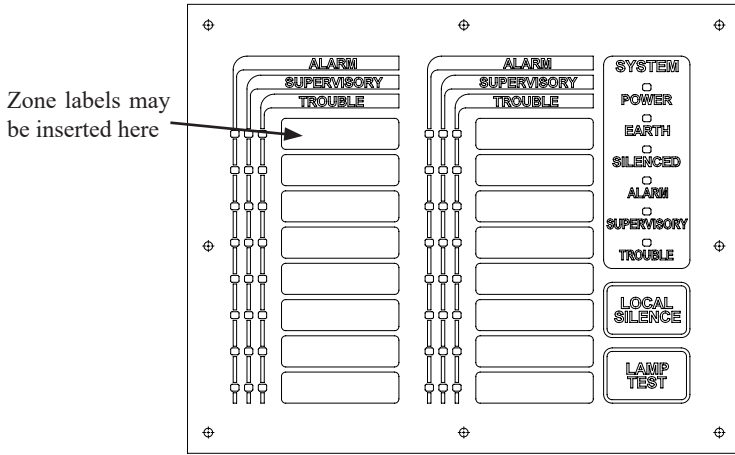 Zone labels may
be inserted here
ALARM
SUPERVISORY
TROUBLE
ALARM
SUPERVISORY
TROUBLE
SYSTEM
POWER
EARTH
SILENCED
ALARM
SUPERVISORY
TROUBLE
LOCAL
SILENCE
LAMP
TEST